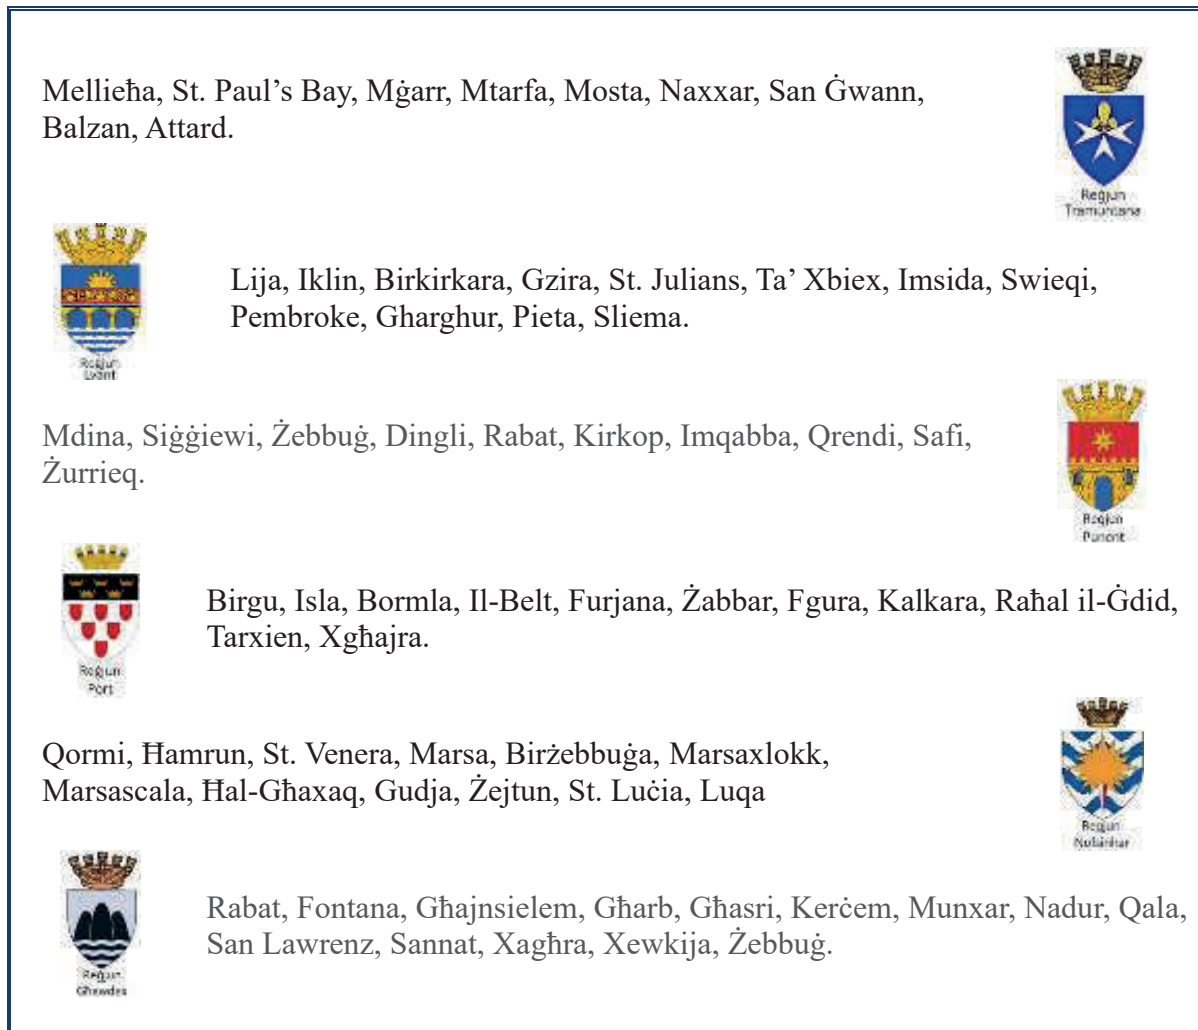 Mellieħa, St. Paul’s Bay, Mġarr, Mtarfa, Mosta, Naxxar, San Ġwann,
Balzan, Attard.
Reġjun
Tramuntana
Lija, Iklin, Birkirkara, Gzira, St. Julians, Ta’ Xbiex, Imsida, Swieqi,
Pembroke, Gharghur, Pieta, Sliema.
Reġjun
Lvant
Mdina, Siġġiewi, Żebbuġ, Dingli, Rabat, Kirkop, Imqabba, Qrendi, Safi,
Żurrieq.
Reġjun
Punent
Birgu, Isla, Bormla, Il-Belt, Furjana, Żabbar, Fgura, Kalkara, Raħal il-Ġdid,
Tarxien, Xgħajra.
Reġjun
Port
Qormi, Ħamrun, St. Venera, Marsa, Birżebbuġa, Marsaxlokk,
Marsascala, Ħal-Għaxaq, Gudja, Żejtun, St. Luċia, Luqa
Reġjun
Nofsinhar
Rabat, Fontana, Għajnsielem, Għarb, Għasri, Kerċem, Munxar, Nadur, Qala,
San Lawrenz, Sannat, Xagħra, Xewkija, Żebbuġ.
Reġjun
Għawdex